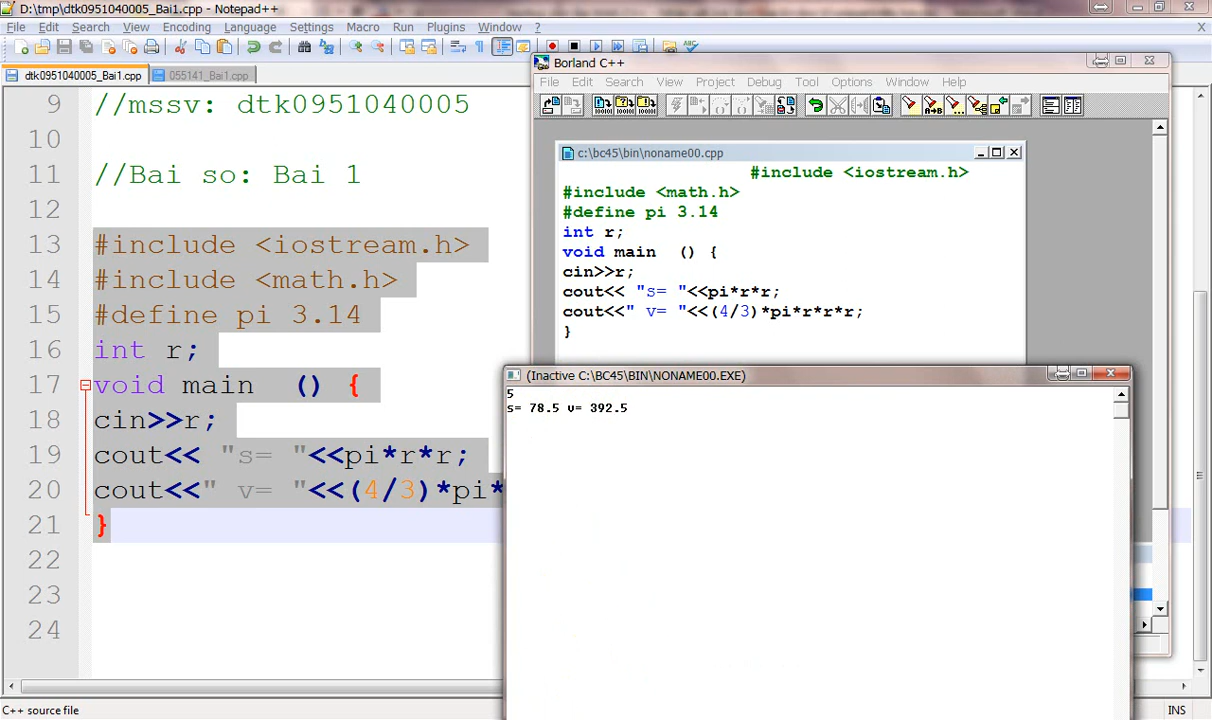 D:\tmp\dtk0951040005_Bai1.cpp - Notepad++
File Edit Search View Encoding Language Settings Macro Run Plugins Window ?
dtk0951040005_Bai1.cpp 055141_Bai1.cpp
9 //mssv: dtk0951040005
10
11 //Bai so: Bai 1
12
13 #include <iostream.h>
14 #include <math.h>
15 #define pi 3.14
16 int r;
17 void main () {
18 cin>>r;
19 cout<< "s= "<<pi*r*r;
20 cout<<" v= "<<(4/3)*pi*
21 }
22
23
24
C++ source file
INS
Borland C++
File Edit Search View Project Debug Tool Options Window Help
c:\bc45\bin\noname00.cpp
#include <iostream.h>
#include <math.h>
#define pi 3.14
int r;
void main () {
cin>>r;
cout<< "s= "<<pi*r*r;
cout<<" v= "<<(4/3)*pi*r*r*r;
}
(Inactive C:\BC45\BIN\NONAME00.EXE)
5
s= 78.5 v= 392.5